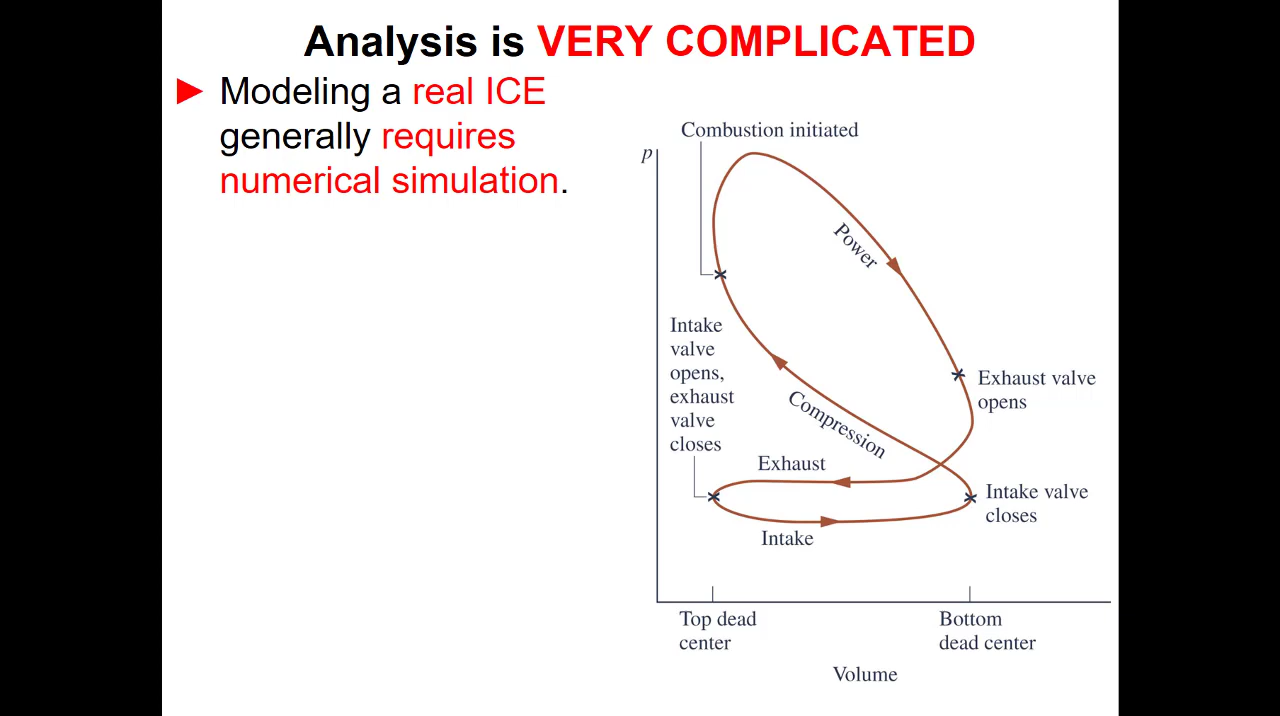 Analysis is VERY COMPLICATED
► Modeling a real ICE
generally requires
numerical simulation.
Combustion initiated
p
Power
Intake
valve
opens,
exhaust
valve
closes
Exhaust valve
opens
Compression
Exhaust
Intake valve
closes
Intake
Top dead
center
Bottom
dead center
Volume